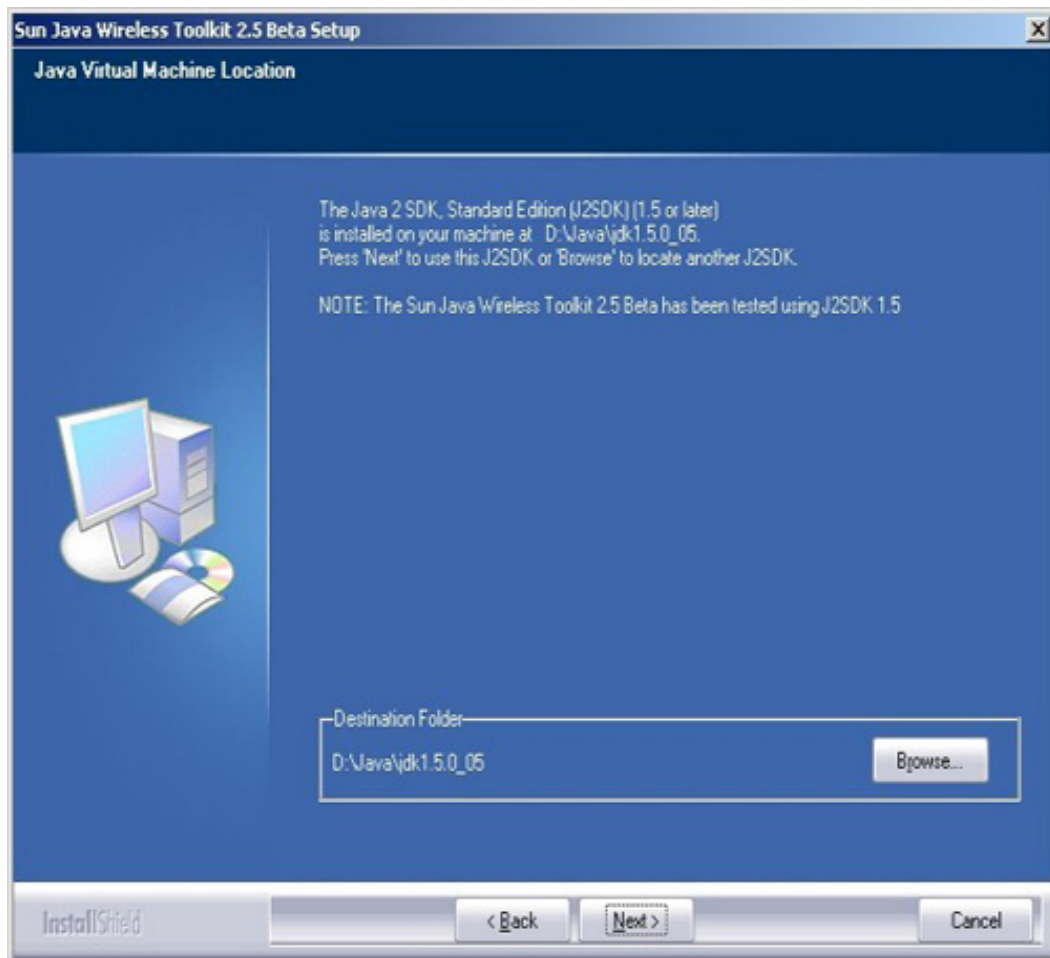 Sun Java Wireless Toolkit 2.5 Beta Setup
Java Virtual Machine Location
The Java 2 SDK, Standard Edition (J2SDK) (1.5 or later)
is installed on your machine at D:\Java\jdk1.5.0_05.
Press 'Next' to use this J2SDK or 'Browse' to locate another J2SDK.
NOTE: The Sun Java Wireless Toolkit 2.5 Beta has been tested using J2SDK 1.5
Destination Folder
D:\Java\jdk1.5.0_05
Browse...
InstallShield
< Back
Next >
Cancel